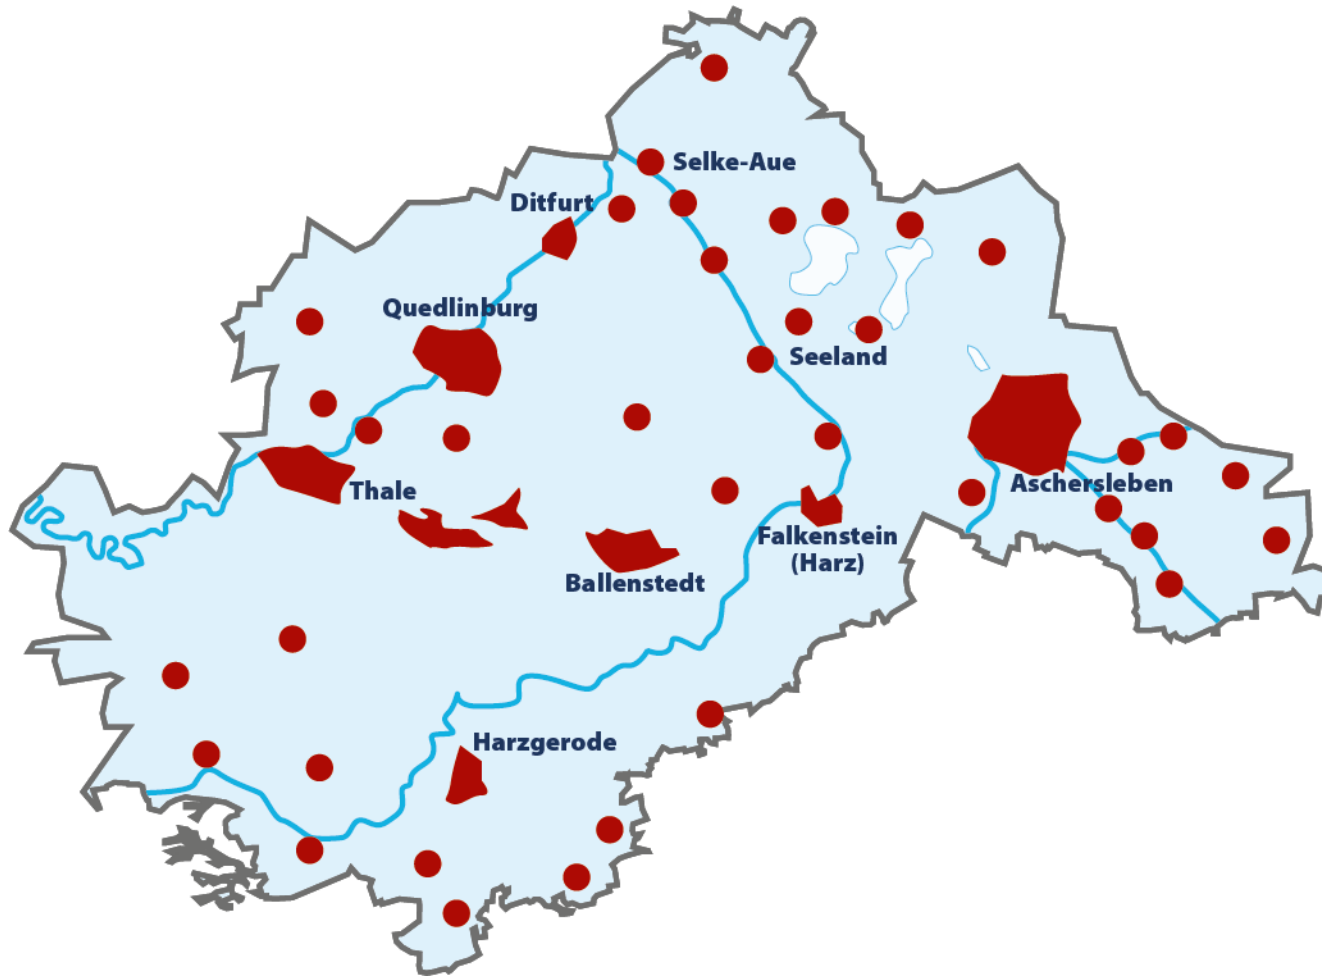 Selke-Aue
Ditfurt
Quedlinburg
Seeland
Thale
Aschersleben
Falkenstein
(Harz)
Ballenstedt
Harzgerode